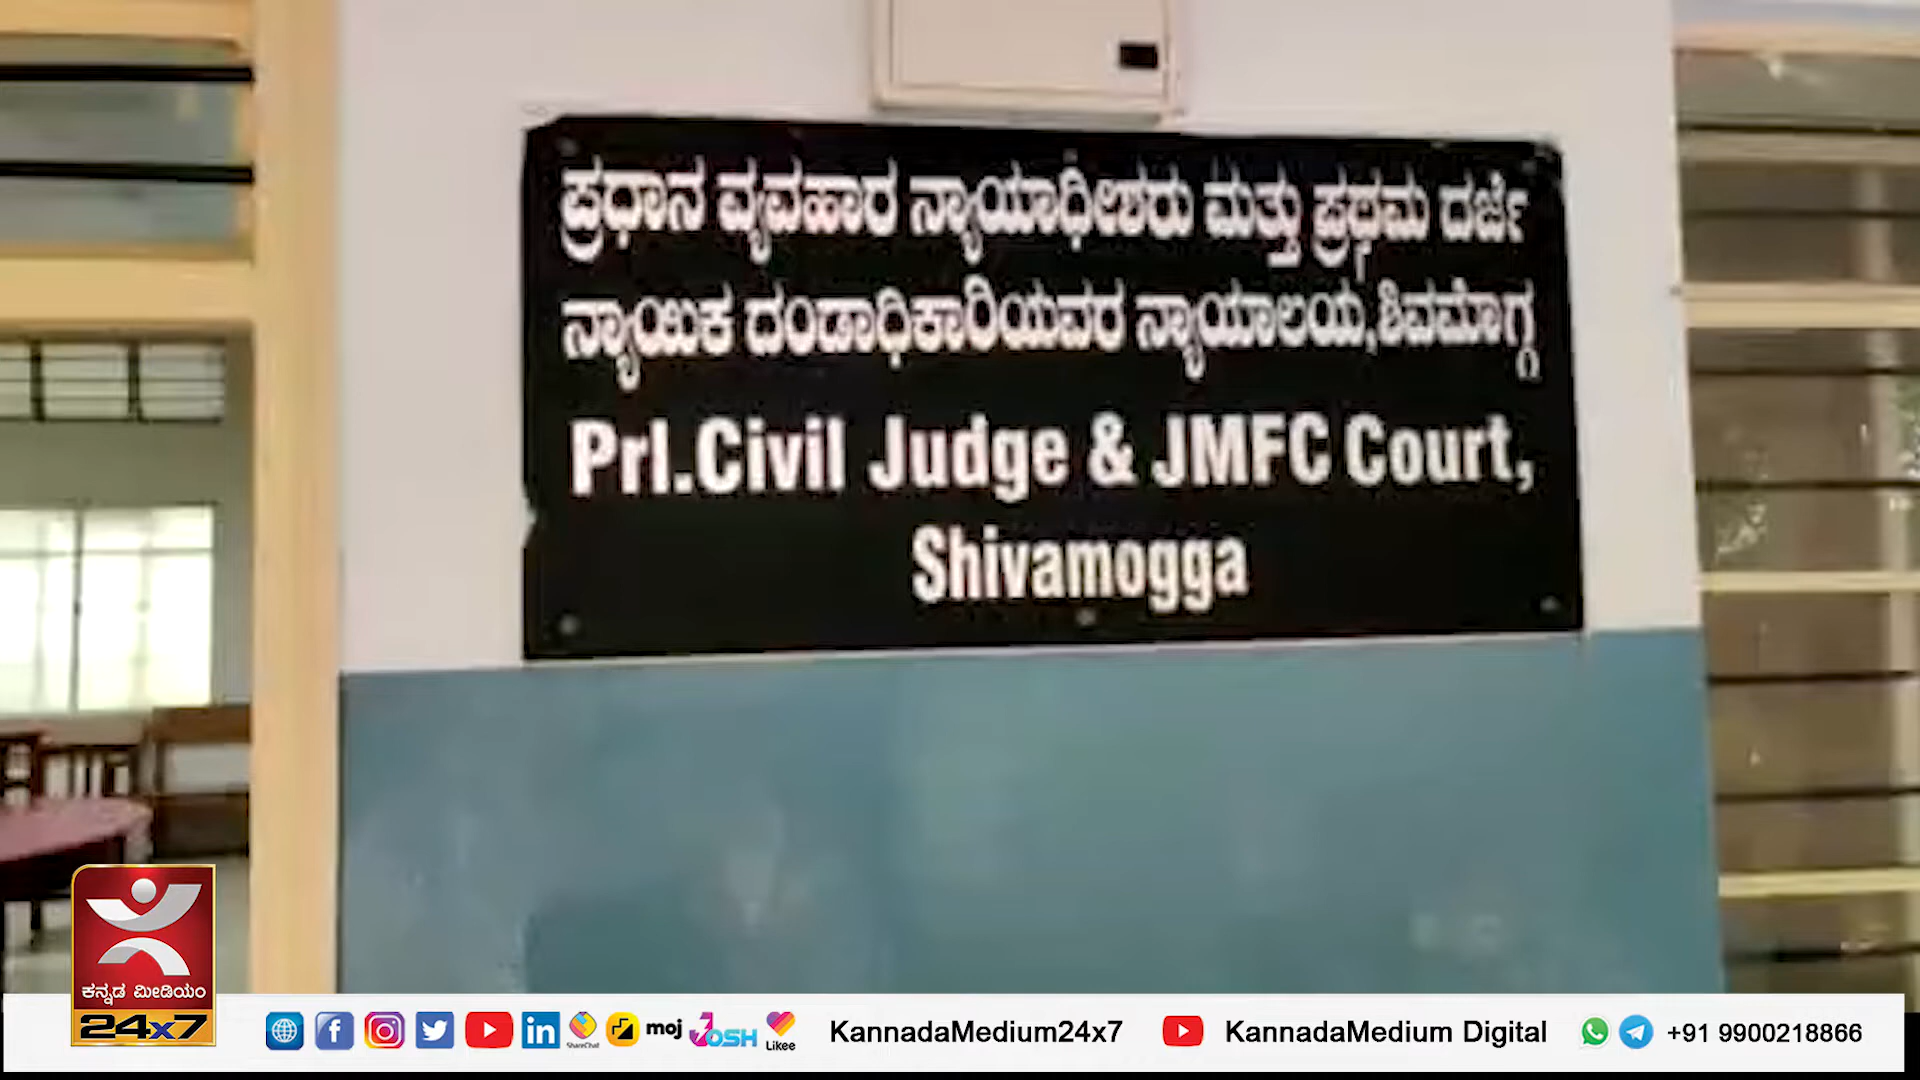 ಪ್ರಧಾನ ವ್ಯವಹಾರ ನ್ಯಾಯಾಧೀಶರು ಮತ್ತು ಪ್ರಥಮ ದರ್ಜೆ
ನ್ಯಾಯಿಕ ದಂಡಾಧಿಕಾರಿಯವರ ನ್ಯಾಯಾಲಯ,ಶಿವಮೊಗ್ಗ
Prl.Civil Judge & JMFC Court,
Shivamogga
ಕನ್ನಡ ಮೀಡಿಯಂ
24x7
ShareChat moj JOSH Likee KannadaMedium24x7 KannadaMedium Digital +91 9900218866